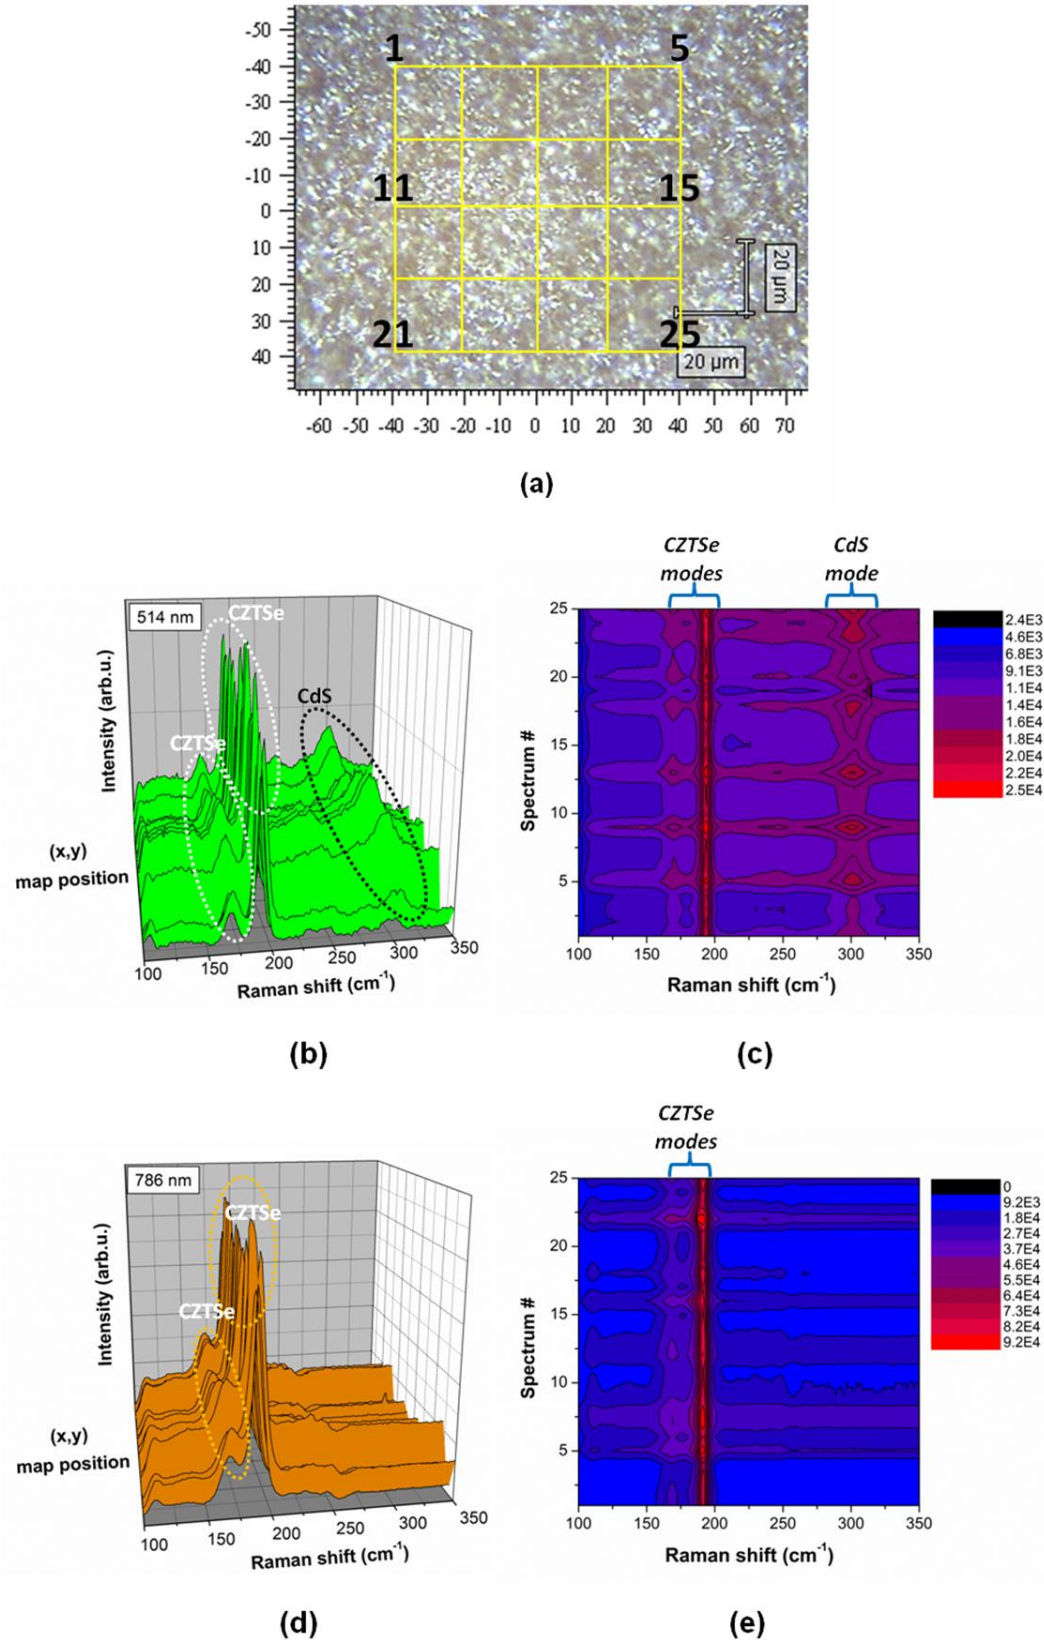 -50
-40
-30
-20
-10
0
10
20
30
40
1
5
11
15
21
25
20 µm
20 µm
-60 -50 -40 -30 -20 -10 0 10 20 30 40 50 60 70
(a)
514 nm
CZTSe
CZTSe
CdS
Intensity (arb.u.)
(x,y)
map position
100 150 200 250 300 350
Raman shift (cm-1)
(b)
CZTSe
modes
CdS
mode
25
20
15
10
5
Spectrum #
100 150 200 250 300 350
Raman shift (cm-1)
2.4E3
4.6E3
6.8E3
9.1E3
1.1E4
1.4E4
1.6E4
1.8E4
2.0E4
2.2E4
2.5E4
(c)
786 nm
CZTSe
CZTSe
Intensity (arb.u.)
(x,y)
map position
100 150 200 250 300 350
Raman shift (cm-1)
(d)
CZTSe
modes
25
20
15
10
5
Spectrum #
100 150 200 250 300 350
Raman shift (cm-1)
0
9.2E3
1.8E4
2.7E4
3.7E4
4.6E4
5.5E4
6.4E4
7.3E4
8.2E4
9.2E4
(e)